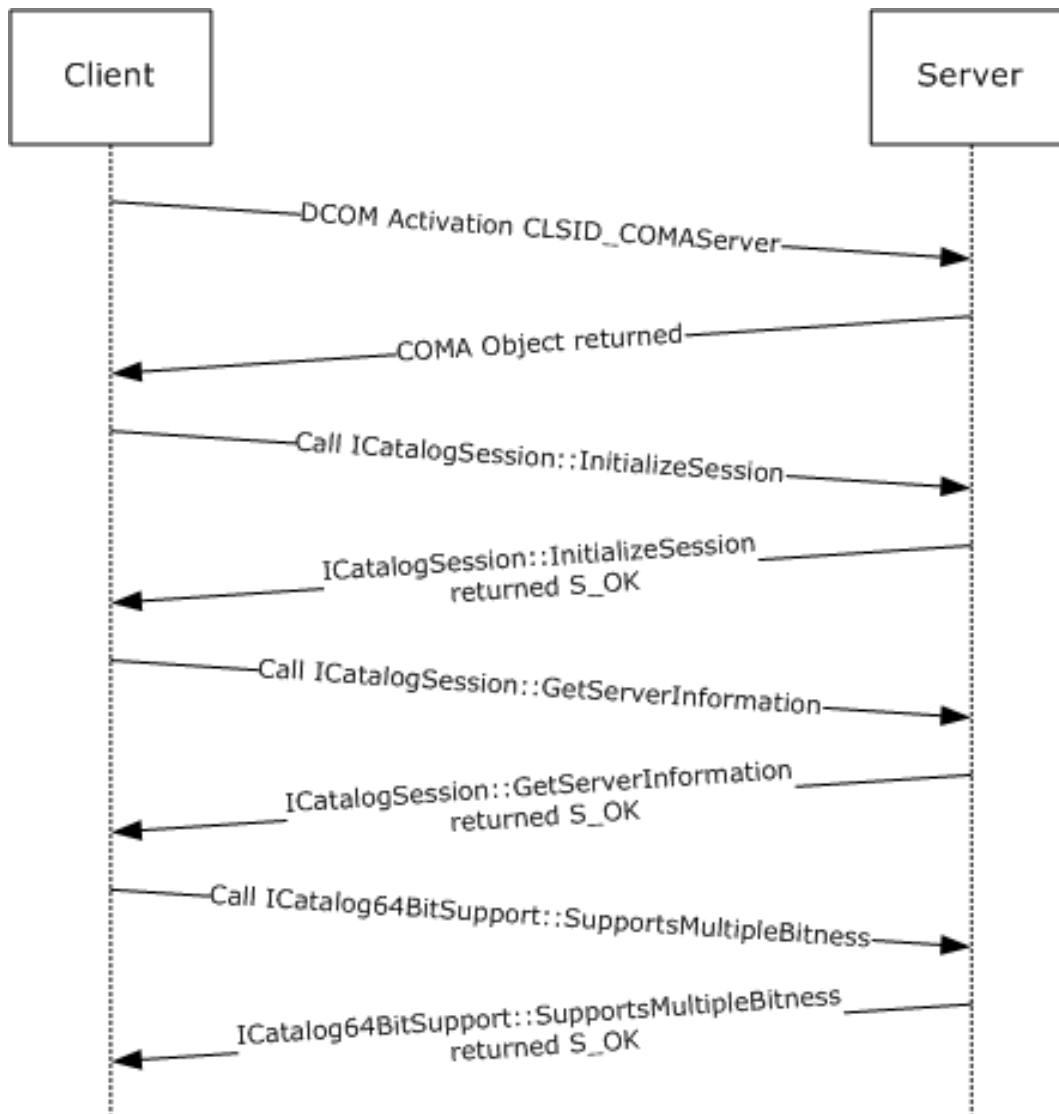 Client
Server
DCOM Activation CLSID_COMAServer
COMA Object returned
Call ICatalogSession::InitializeSession
ICatalogSession::InitializeSession
returned S_OK
Call ICatalogSession::GetServerInformation
ICatalogSession::GetServerInformation
returned S_OK
Call ICatalog64BitSupport::SupportsMultipleBitness
ICatalog64BitSupport::SupportsMultipleBitness
returned S_OK